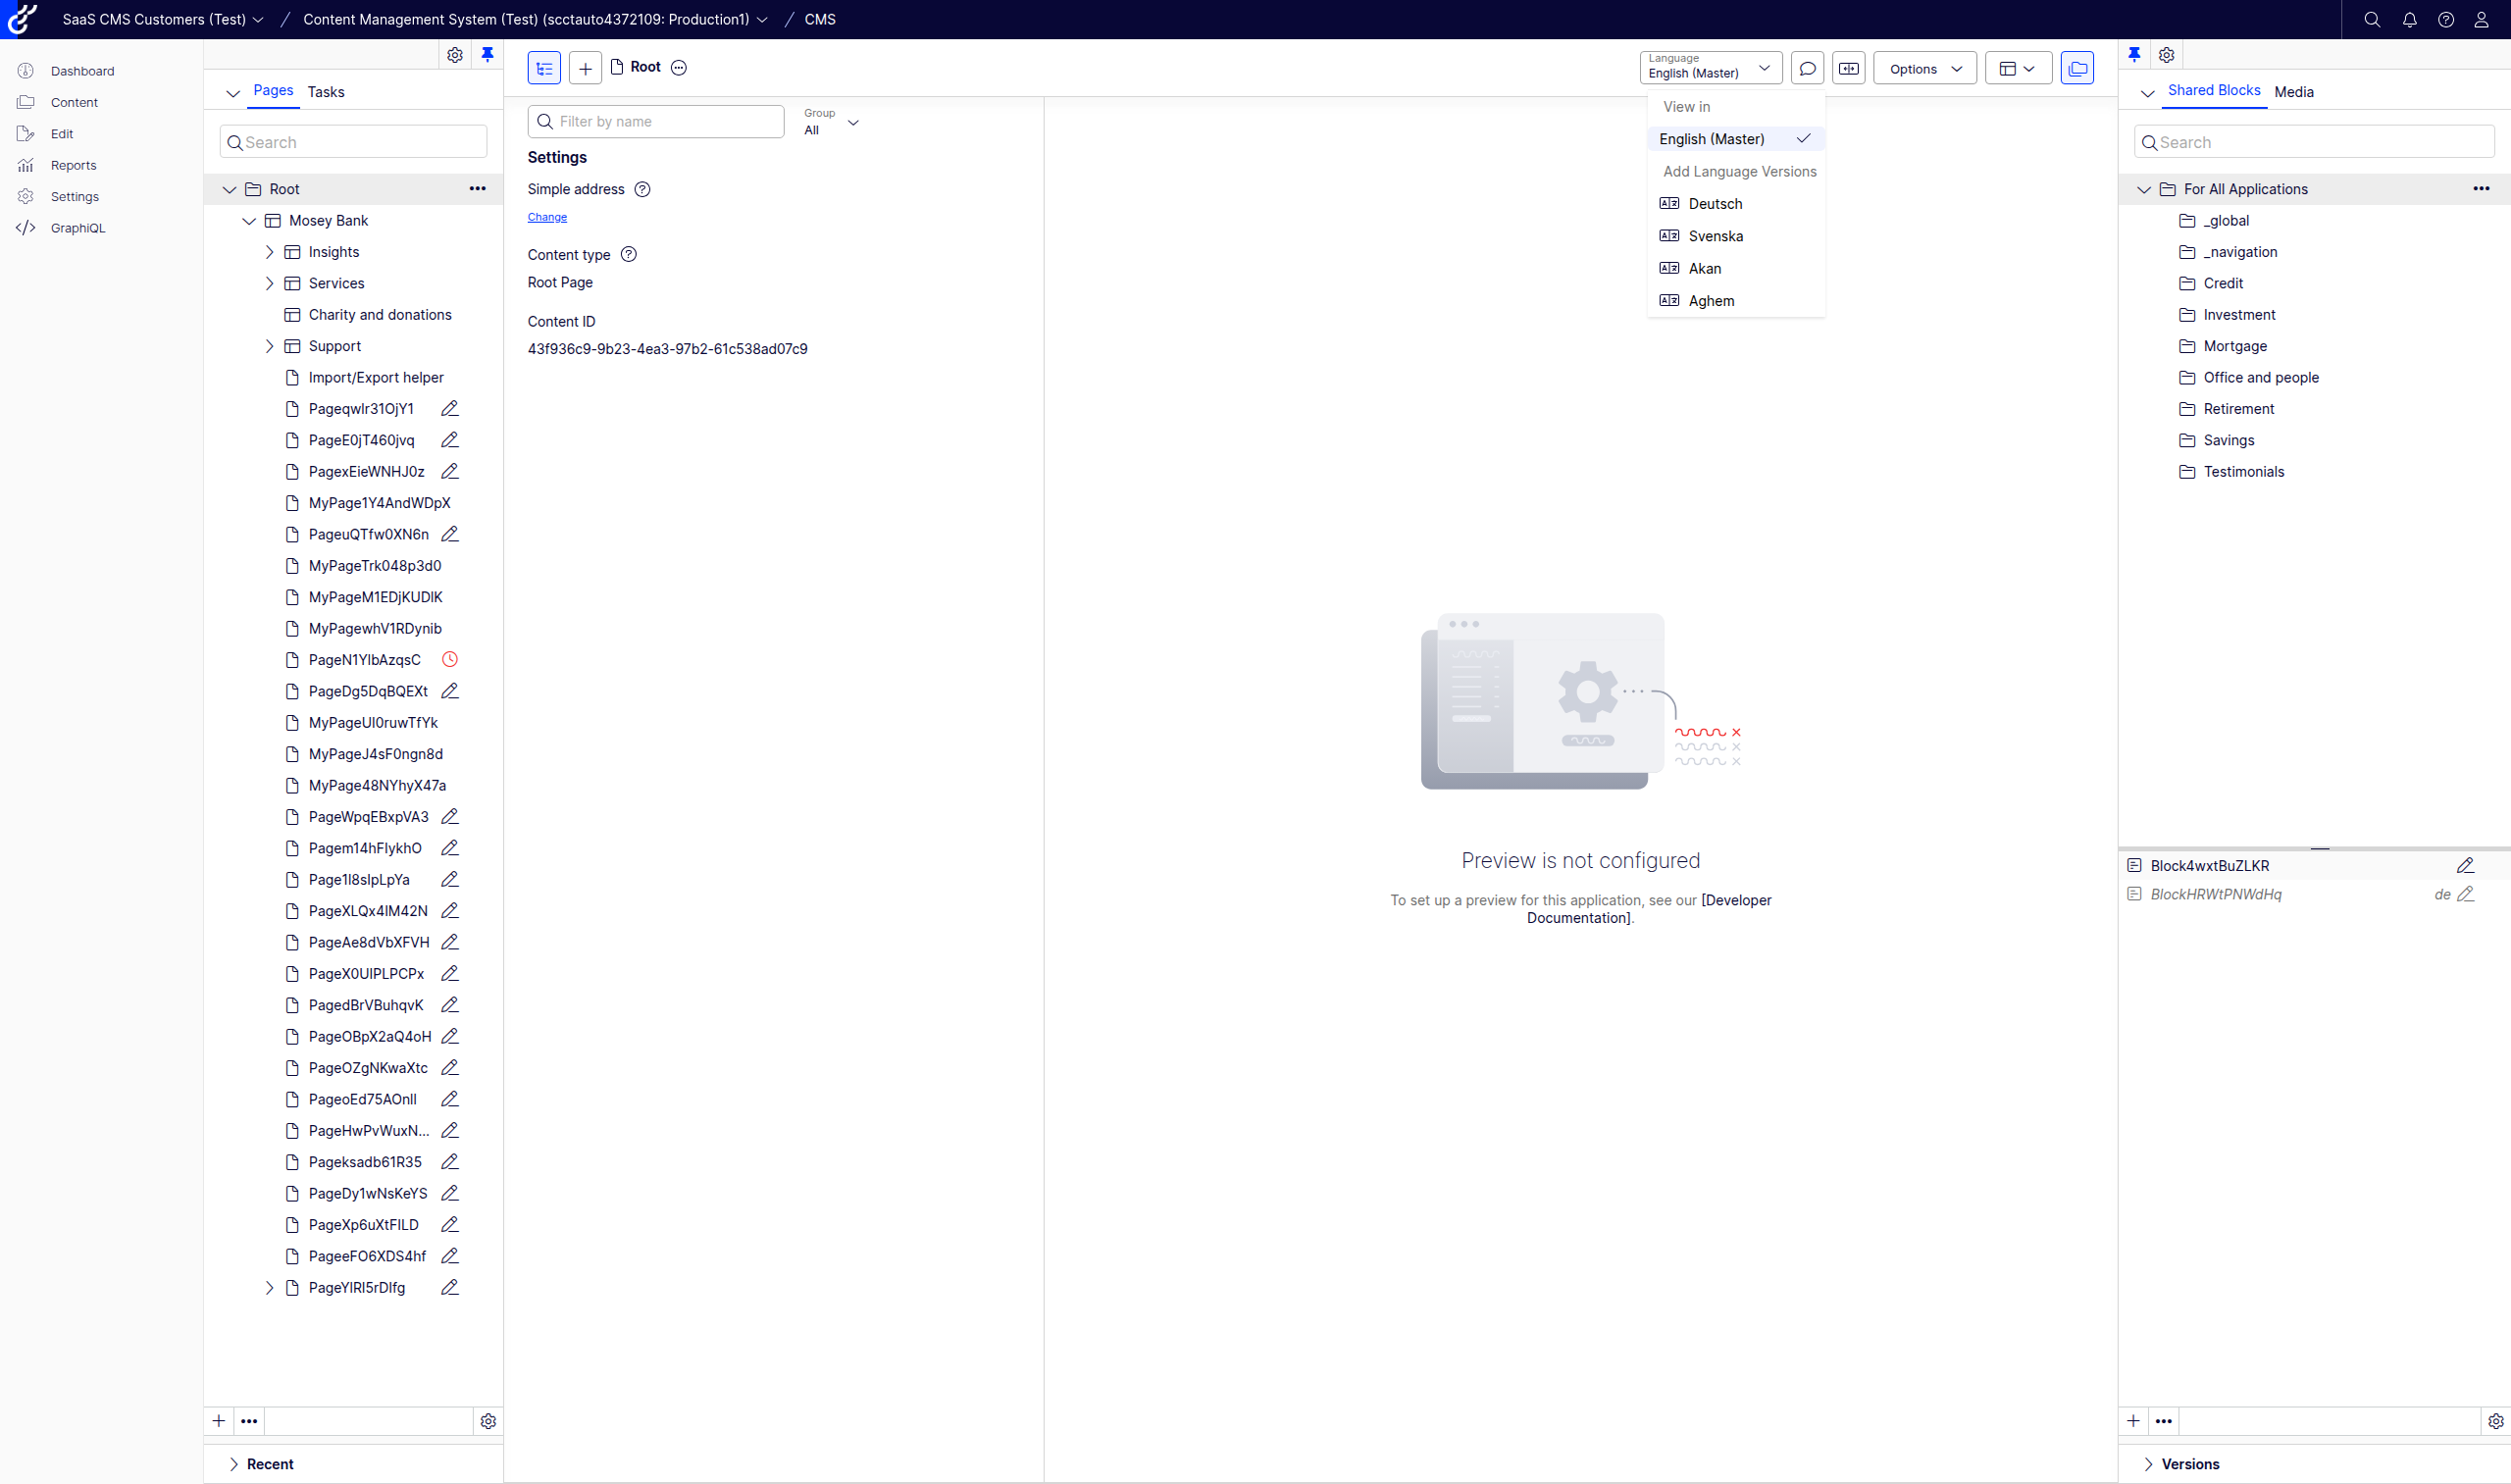 SaaS CMS Customers (Test) / Content Management System (Test) (scctauto4372109: Production1) / CMS
Dashboard
Content
Edit
Reports
Settings
GraphiQL
Pages Tasks
Search
Root
Mosey Bank
Insights
Services
Charity and donations
Support
Import/Export helper
Pageqwlr31OjY1
PageE0jT460jvq
PagexEieWNHJ0z
MyPage1Y4AndWDpX
PageuQTfw0XN6n
MyPageTrk048p3d0
MyPageM1EDjKUDlK
MyPagewhV1RDynib
PageN1YlbAzqsC
PageDg5DqBQEXt
MyPageUl0ruwTfYk
MyPageJ4sF0ngn8d
MyPage48NYhyX47a
PageWpqEBxpVA3
Pagem14hFlykhO
Page1I8slpLpYa
PageXLQx4lM42N
PageAe8dVbXFVH
PageX0UlPLPCPx
PagedBrVBuhqvK
PageOBpX2aQ4oH
PageOZgNKwaXtc
PageoEd75AOnll
PageHwPvWuxN...
Pageksadb61R35
PageDy1wNsKeYS
PageXp6uXtFlLD
PageeFO6XDS4hf
PageYlRl5rDlfg
Recent
Root
Language
English (Master)
Options
Filter by name
Group
All
Settings
Simple address
Change
Content type
Root Page
Content ID
43f936c9-9b23-4ea3-97b2-61c538ad07c9
View in
English (Master)
Add Language Versions
Deutsch
Svenska
Akan
Aghem
Preview is not configured
To set up a preview for this application, see our [Developer
Documentation].
Shared Blocks Media
Search
For All Applications
_global
_navigation
Credit
Investment
Mortgage
Office and people
Retirement
Savings
Testimonials
Block4wxtBuZLKR
BlockHRWtPNWdHq de
Versions